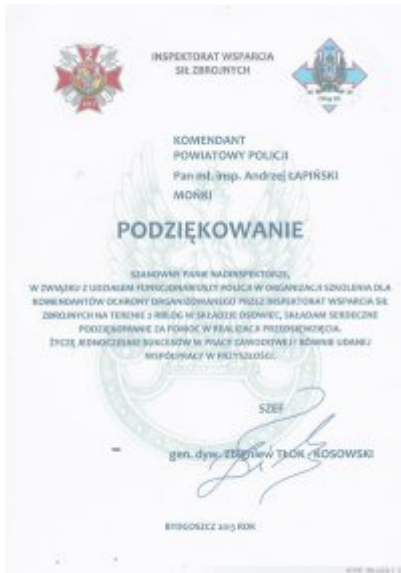 INSPEKTORAT WSPARCIA
SIŁ ZBROJNYCH
KOMENDANT
POWIATOWY POLICJI
Pan mł. insp. Andrzej ŁAPIŃSKI
MOŃKI
PODZIĘKOWANIE
SZANOWNY PANIE NADINSPEKTORZE,
W ZWIĄZKU Z UDZIAŁEM FUNKCJONARIUSZY POLICJI W ORGANIZACJI SZKOLENIA DLA
KOMENDANTÓW OCHRONY ORGANIZOWANEGO PRZEZ INSPEKTORAT WSPARCIA SIŁ
ZBROJNYCH NA TERENIE 2 RBLOG W SKŁADZIE OSOWIEC, SKŁADAM SERDECZNE
PODZIĘKOWANIE ZA POMOC W REALIZACJI PRZEDSIĘWZIĘCIA.
ŻYCZĘ JEDNOCZEŚNIE SUKCESÓW W PRACY ZAWODOWEJ I RÓWNIE UDANEJ
WSPÓŁPRACY W PRZYSZŁOŚCI.
SZEF
gen. dyw. Zbigniew TŁOK - KOSOWSKI
BYDGOSZCZ 2015 ROK